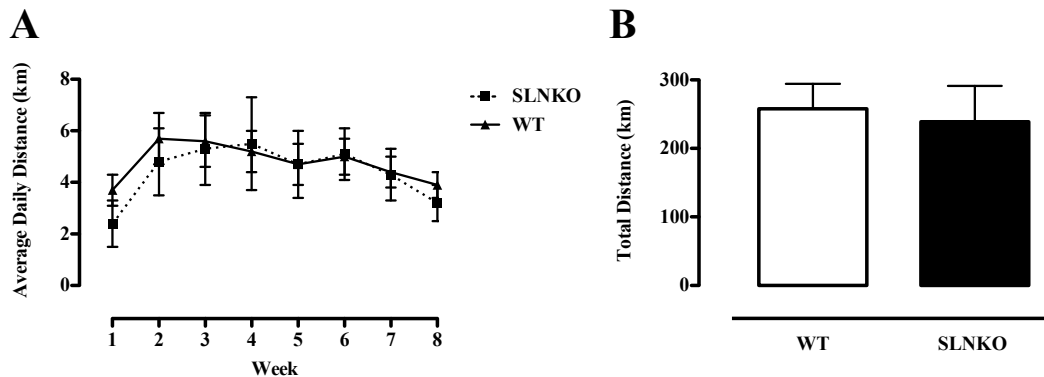 A
Average Daily Distance (km)
8
6
4
2
0
1 2 3 4 5 6 7 8
Week
SLNKO
WT
B
Total Distance (km)
300
200
100
0
WT SLNKO